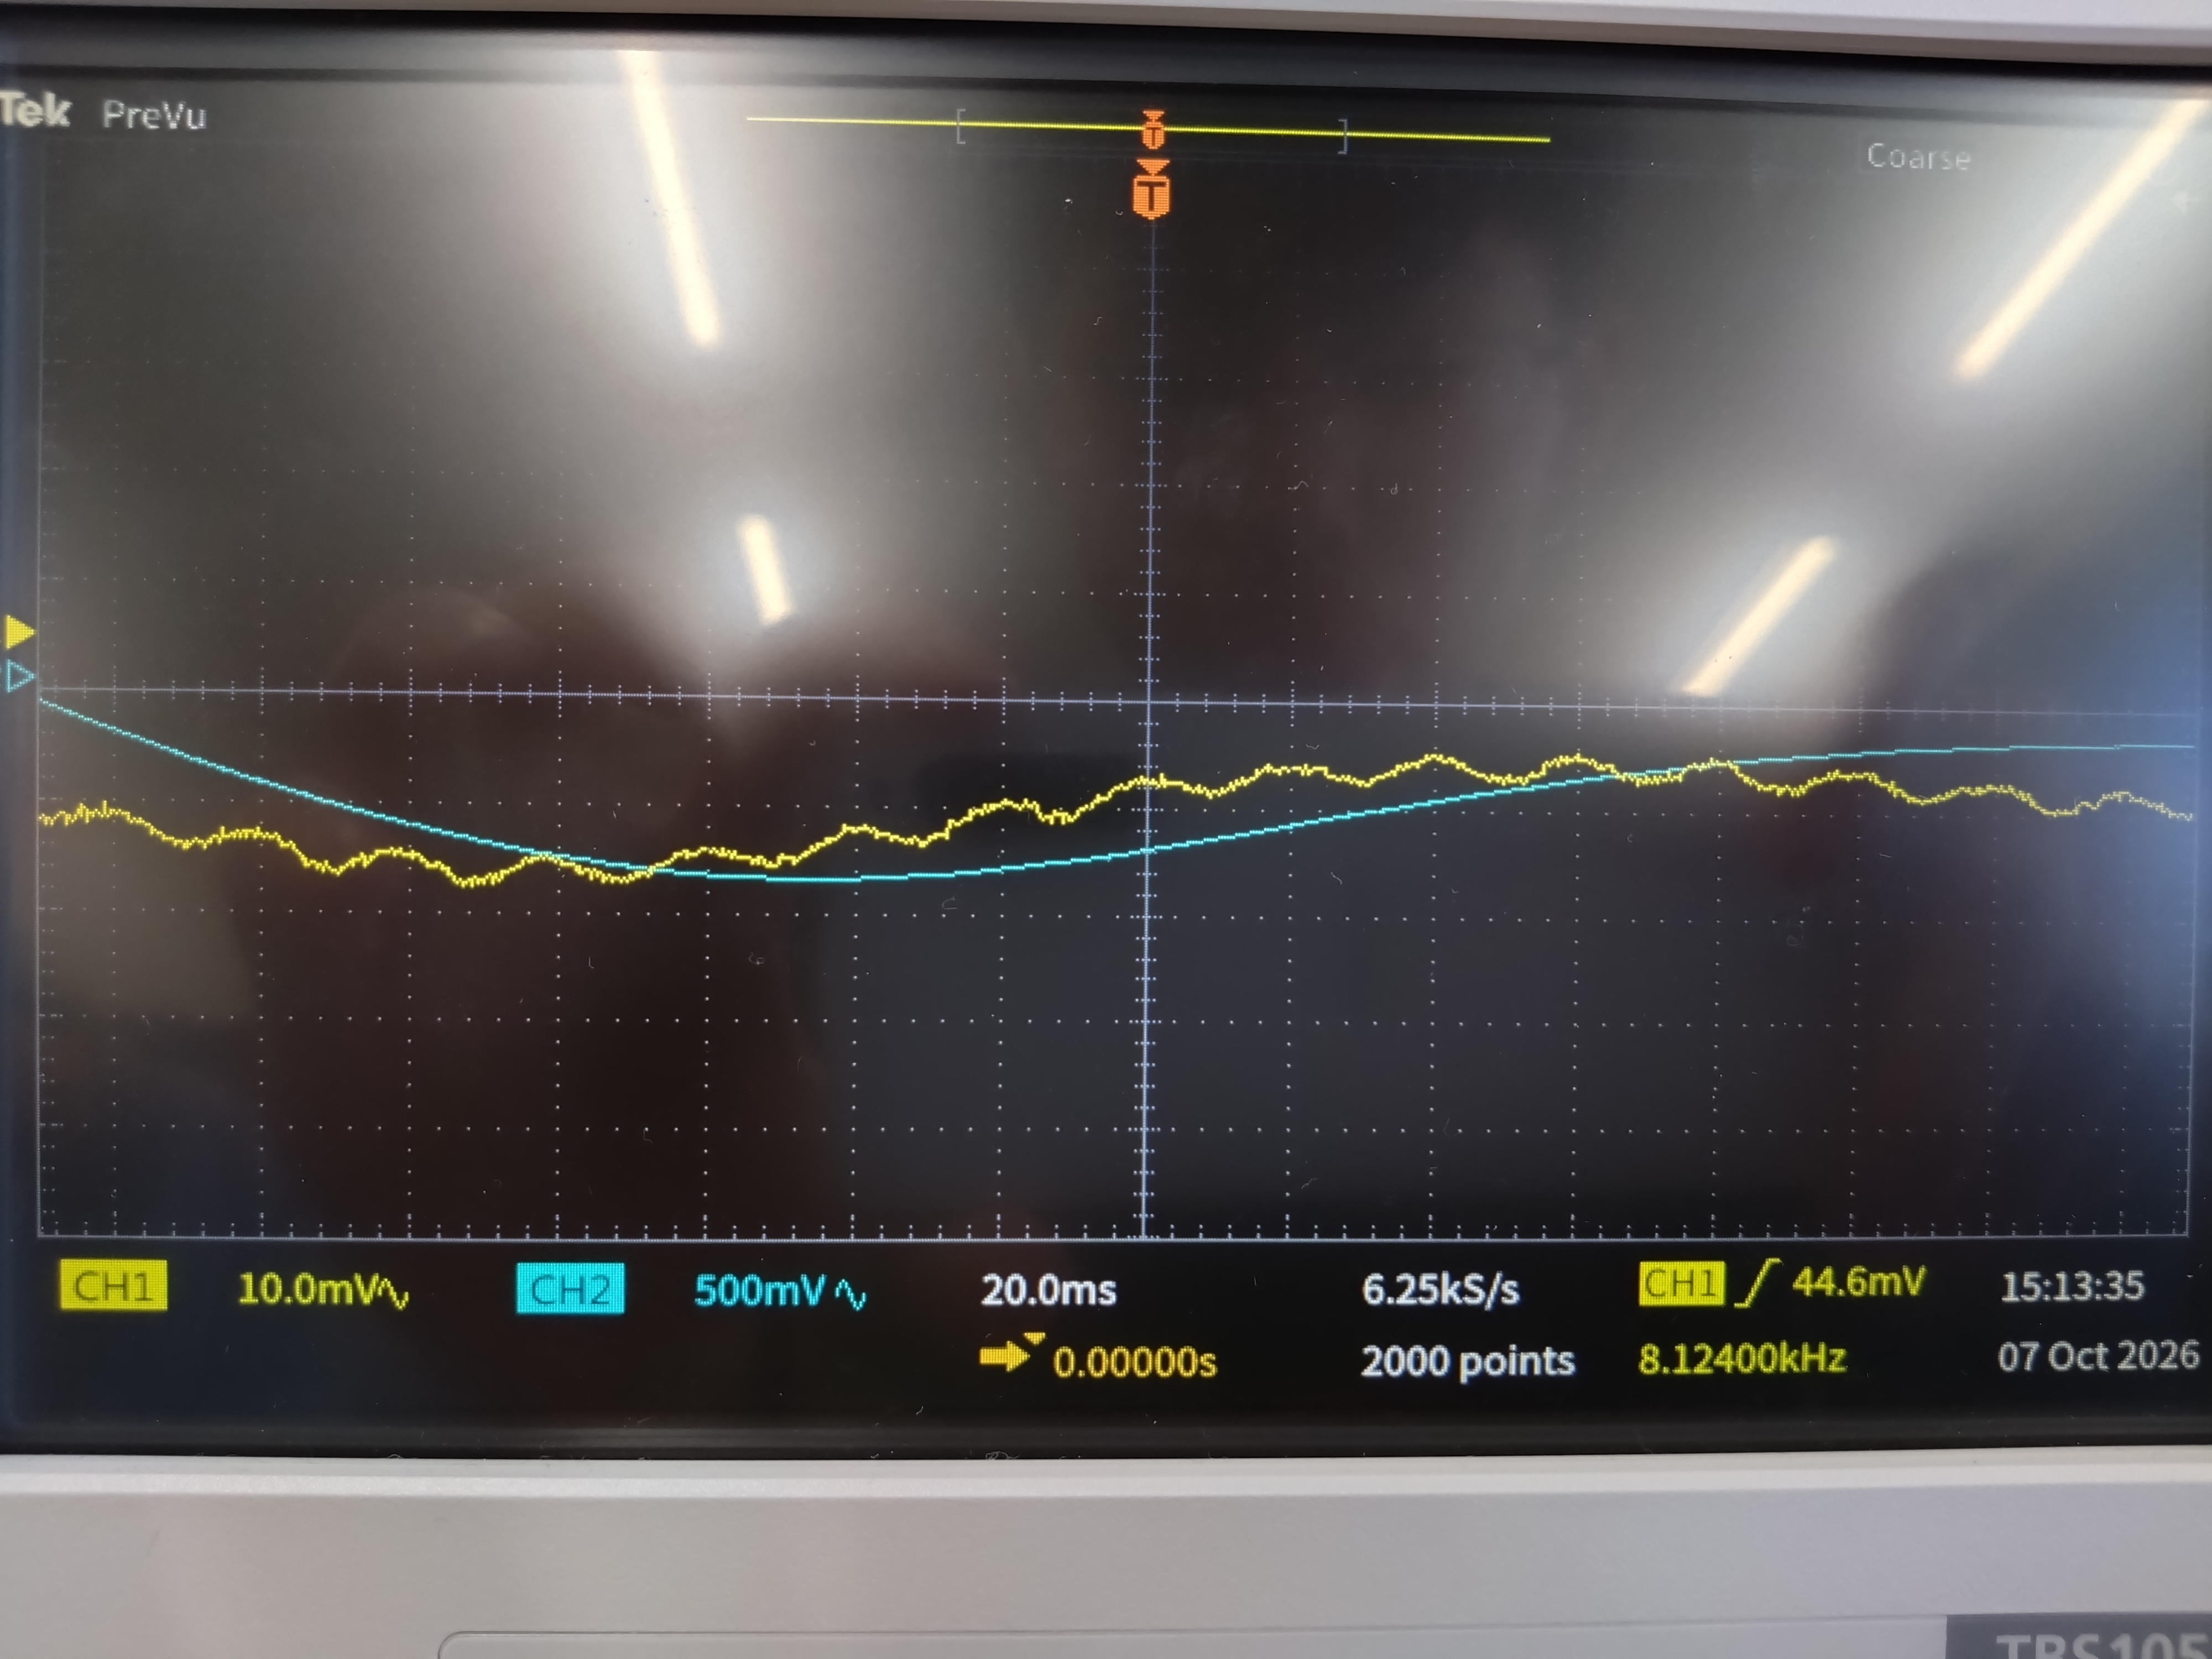 Tek PreVu
T
T
Coarse
CH1 10.0mV CH2 500mV 20.0ms 6.25kS/s CH1 44.6mV 15:13:35
0.00000s 2000 points 8.12400kHz 07 Oct 2026